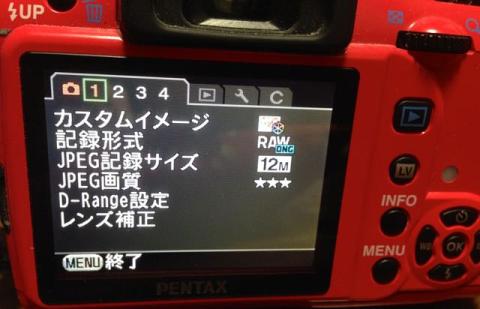 UP
1 2 3 4 C
カスタムイメージ
記録形式 RAW DNG
JPEG記録サイズ 12M
JPEG画質 ★★★
D-Range設定
レンズ補正
MENU 終了
PENTAX
LV
INFO
MENU
WB OK